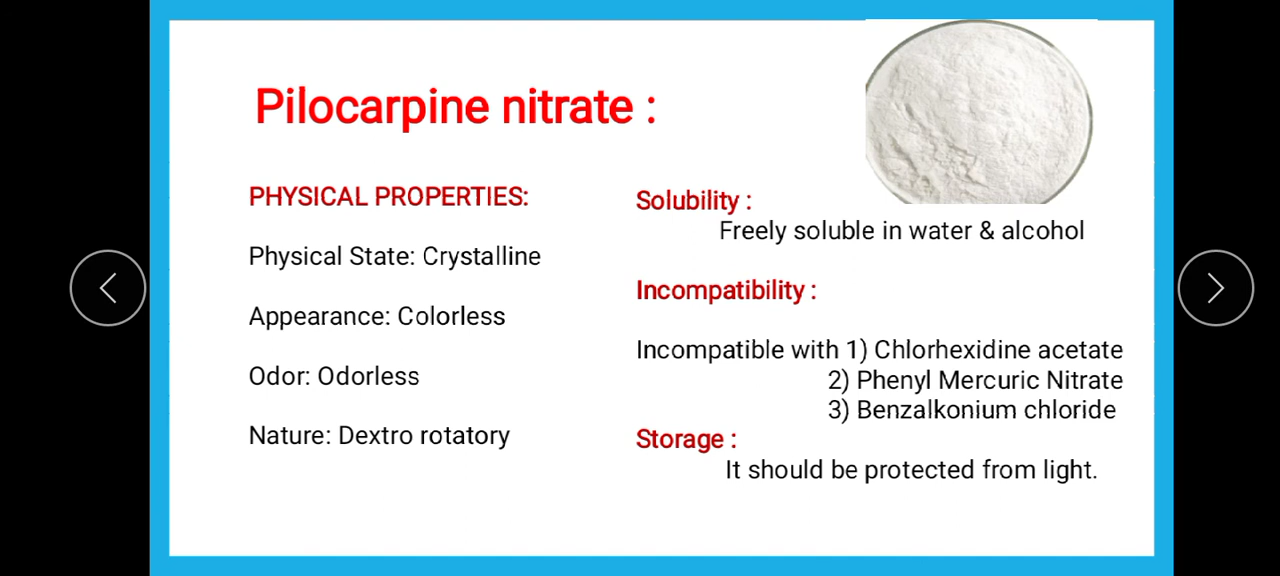 Pilocarpine nitrate :
PHYSICAL PROPERTIES:
Physical State: Crystalline
Appearance: Colorless
Odor: Odorless
Nature: Dextro rotatory
Solubility :
Freely soluble in water & alcohol
Incompatibility :
Incompatible with 1) Chlorhexidine acetate
2) Phenyl Mercuric Nitrate
3) Benzalkonium chloride
Storage :
It should be protected from light.